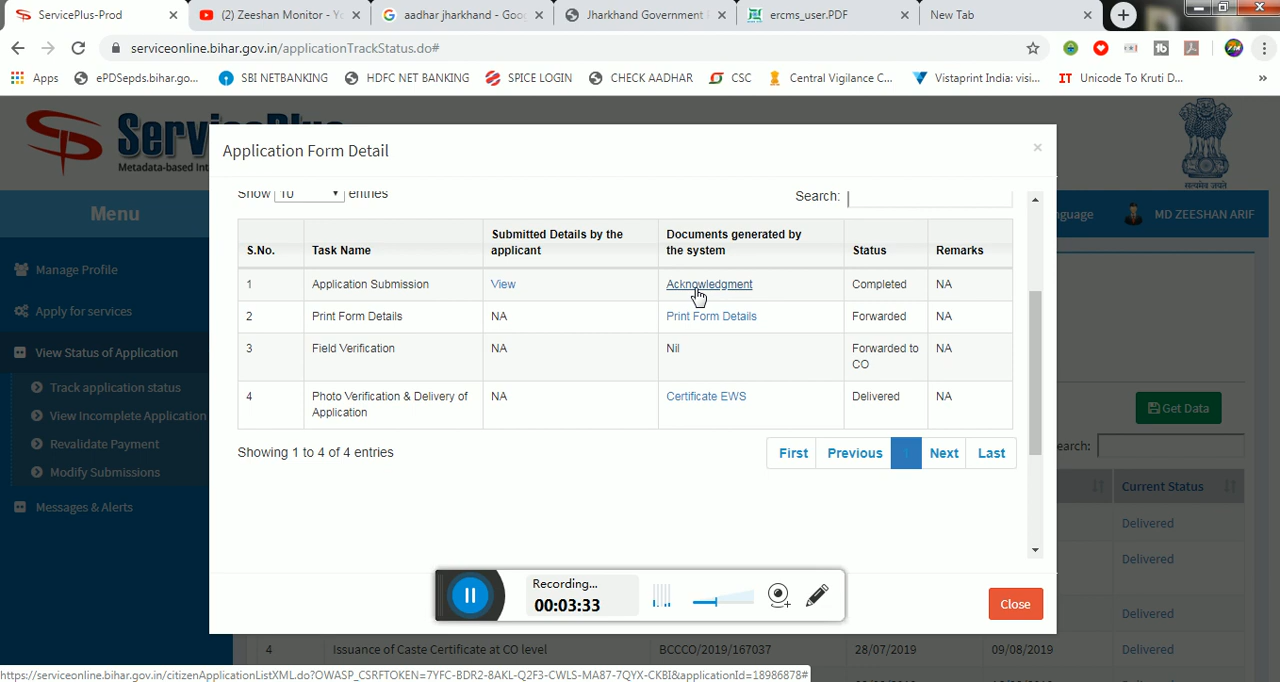 ServicePlus-Prod
(2) Zeeshan Monitor - Yo
aadhar jharkhand - Goo
Jharkhand Government
ercms_user.PDF
New Tab
serviceonline.bihar.gov.in/applicationTrackStatus.do#
Apps
ePDSepds.bihar.go...
SBI NETBANKING
HDFC NET BANKING
SPICE LOGIN
CHECK AADHAR
CSC
Central Vigilance C...
Vistaprint India: visi...
IT Unicode To Kruti D...
»
Metadata-based Int
सत्यमेव जयते
Menu
nguage
MD ZEESHAN ARIF
Manage Profile
Apply for services
View Status of Application
Track application status
View Incomplete Application
Revalidate Payment
Modify Submissions
Messages & Alerts
Application Form Detail
×
Show 10 entries
Search:
S.No. Task Name Submitted Details by the applicant Documents generated by the system Status Remarks
1 Application Submission View Acknowledgment Completed NA
2 Print Form Details NA Print Form Details Forwarded NA
3 Field Verification NA Nil Forwarded to CO NA
4 Photo Verification & Delivery of Application NA Certificate EWS Delivered NA
Showing 1 to 4 of 4 entries
First Previous Next Last
Close
Get Data
earch:
Current Status
Delivered
Delivered
Delivered
4 Issuance of Caste Certificate at CO level BCCCO/2019/167037 28/07/2019 09/08/2019 Delivered
Recording...
00:03:33
https://serviceonline.bihar.gov.in/citizenApplicationListXML.do?OWASP_CSRFTOKEN=7YFC-BDR2-8AKL-Q2F3-CWLS-MA87-7QYX-CKBI&applicationId=18986878#